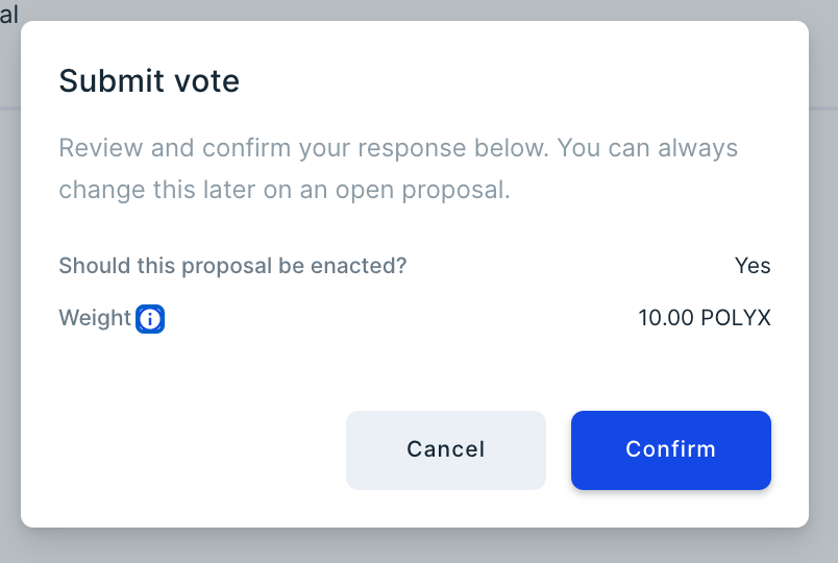 al
Submit vote
Review and confirm your response below. You can always
change this later on an open proposal.
Should this proposal be enacted? Yes
Weight 10.00 POLYX
Cancel Confirm